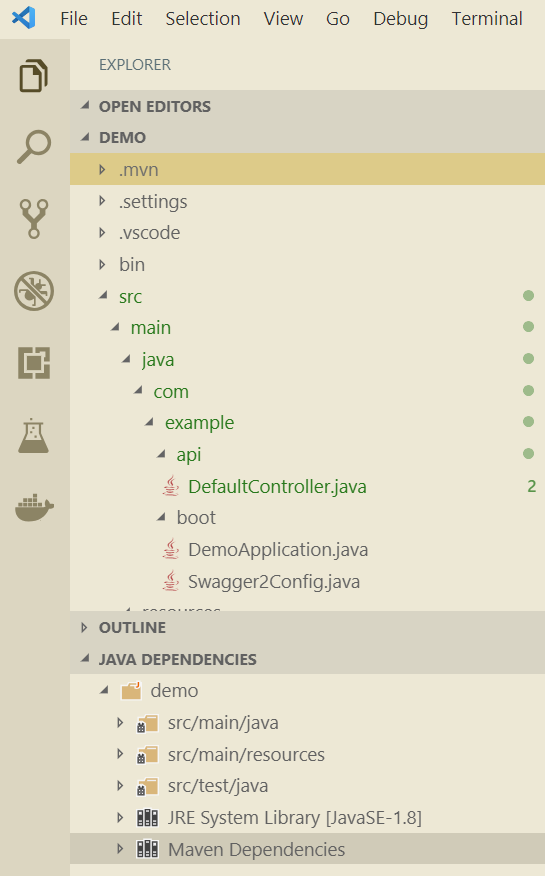 File Edit Selection View Go Debug Terminal
EXPLORER
OPEN EDITORS
DEMO
.mvn
.settings
.vscode
bin
src
main
java
com
example
api
DefaultController.java 2
boot
DemoApplication.java
Swagger2Config.java
resources
OUTLINE
JAVA DEPENDENCIES
demo
src/main/java
src/main/resources
src/test/java
JRE System Library [JavaSE-1.8]
Maven Dependencies